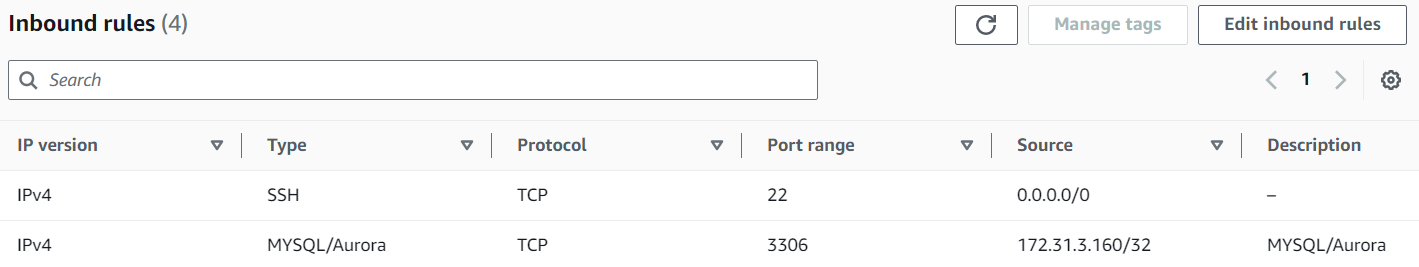 Inbound rules (4)
Manage tags
Edit inbound rules
Search
1
IP version Type Protocol Port range Source Description
IPv4 SSH TCP 22 0.0.0.0/0 –
IPv4 MYSQL/Aurora TCP 3306 172.31.3.160/32 MYSQL/Aurora